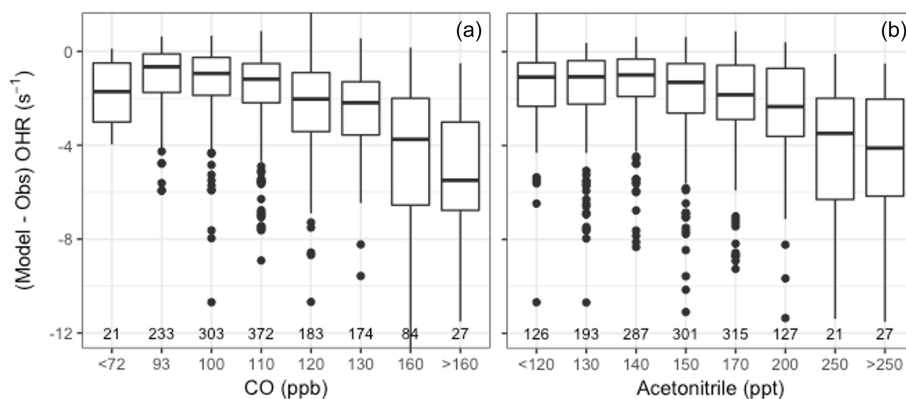 (a)
(b)
(Model - Obs) OHR (s⁻¹)
0
-4
-8
-12
21 233 303 372 183 174 84 27
126 193 287 301 315 127 21 27
<72 93 100 110 120 130 160 >160
<120 130 140 150 170 200 250 >250
CO (ppb)
Acetonitrile (ppt)